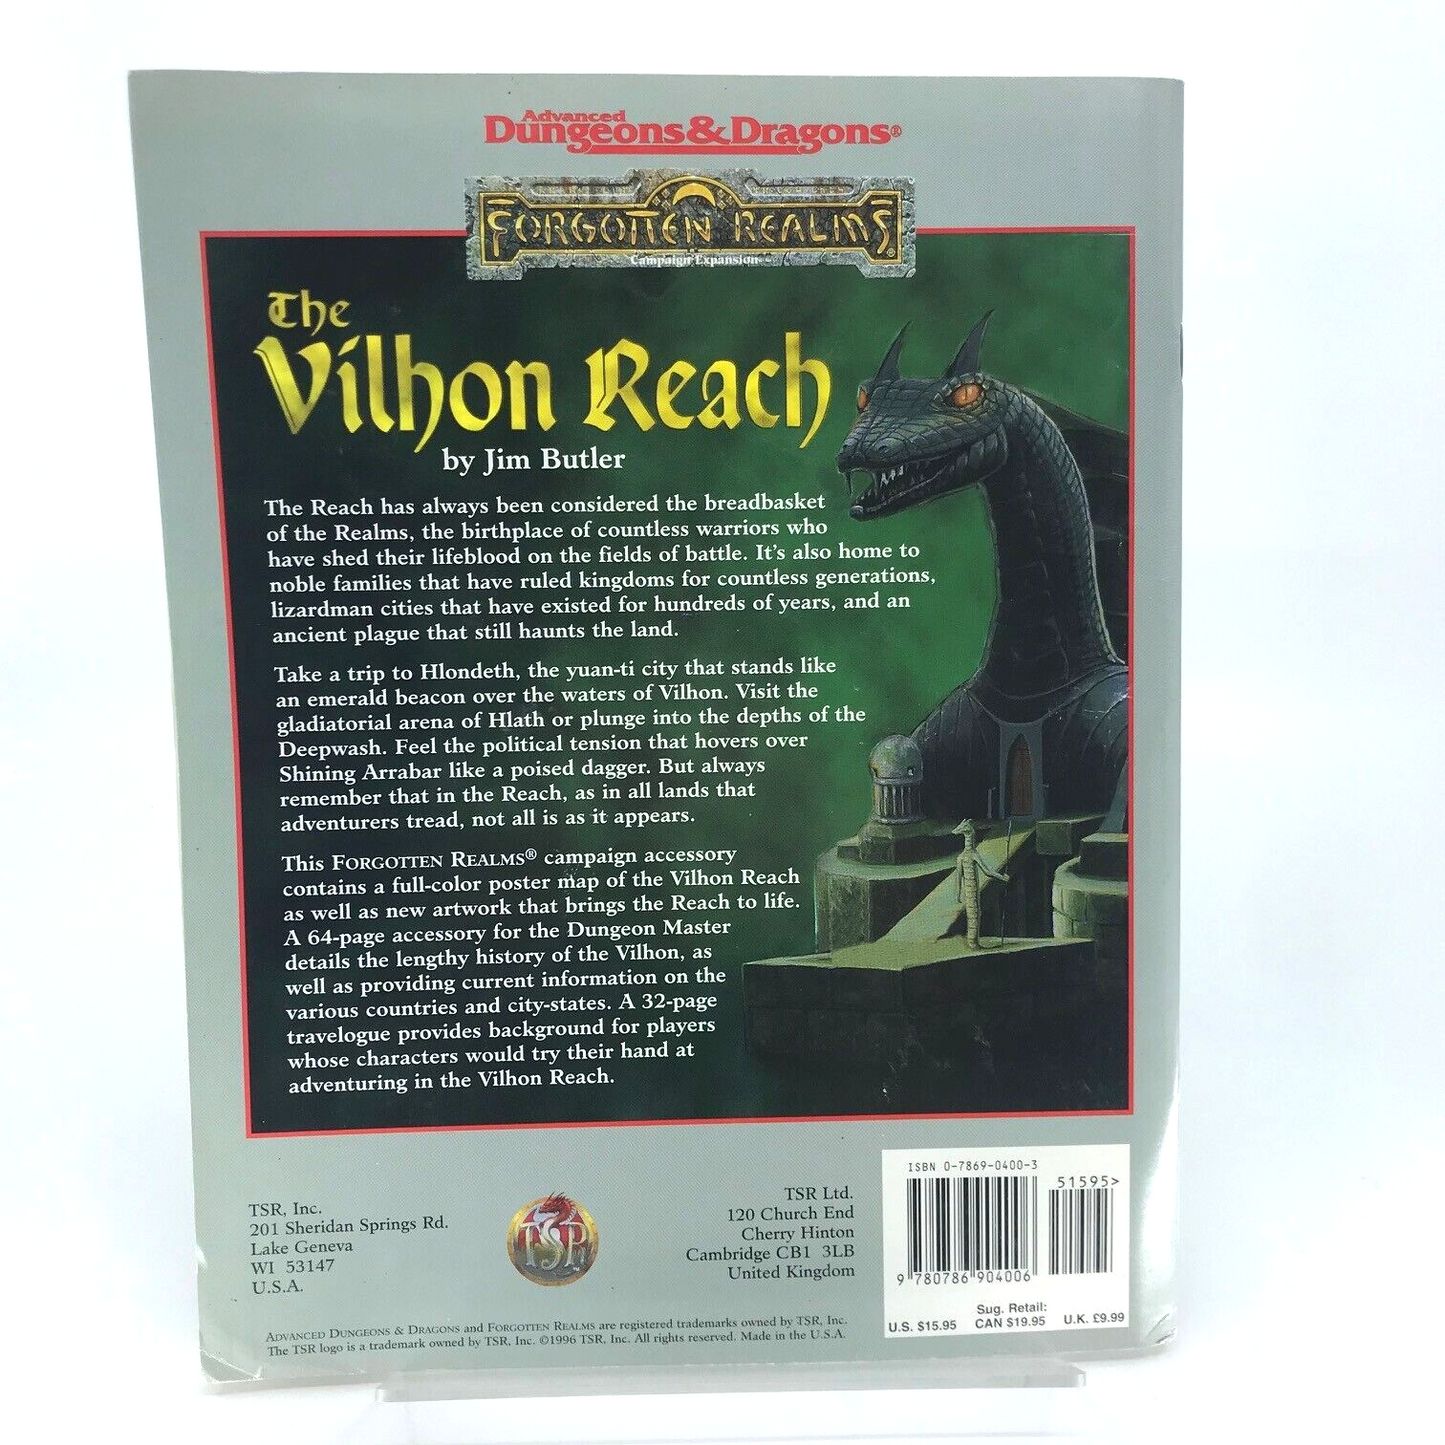 Advanced
Dungeons & Dragons®
FORGOTTEN REALMS®
Campaign Expansion
The
Vilhon Reach
by Jim Butler
The Reach has always been considered the breadbasket
of the Realms, the birthplace of countless warriors who
have shed their lifeblood on the fields of battle. It's also home to
noble families that have ruled kingdoms for countless generations,
lizardman cities that have existed for hundreds of years, and an
ancient plague that still haunts the land.
Take a trip to Hlondeth, the yuan-ti city that stands like
an emerald beacon over the waters of Vilhon. Visit the
gladiatorial arena of Hlath or plunge into the depths of the
Deepwash. Feel the political tension that hovers over
Shining Arrabar like a poised dagger. But always
remember that in the Reach, as in all lands that
adventurers tread, not all is as it appears.
This FORGOTTEN REALMS® campaign accessory
contains a full-color poster map of the Vilhon Reach
as well as new artwork that brings the Reach to life.
A 64-page accessory for the Dungeon Master
details the lengthy history of the Vilhon, as
well as providing current information on the
various countries and city-states. A 32-page
travelogue provides background for players
whose characters would try their hand at
adventuring in the Vilhon Reach.
TSR, Inc.
201 Sheridan Springs Rd.
Lake Geneva
WI 53147
U.S.A.
TSR
TSR Ltd.
120 Church End
Cherry Hinton
Cambridge CB1 3LB
United Kingdom
ISBN 0-7869-0400-3
51595>
9 780786 904006
Sug. Retail:
U.S. $15.95 CAN $19.95 U.K. £9.99
ADVANCED DUNGEONS & DRAGONS and FORGOTTEN REALMS are registered trademarks owned by TSR, Inc.
The TSR logo is a trademark owned by TSR, Inc. ©1996 TSR, Inc. All rights reserved. Made in the U.S.A.